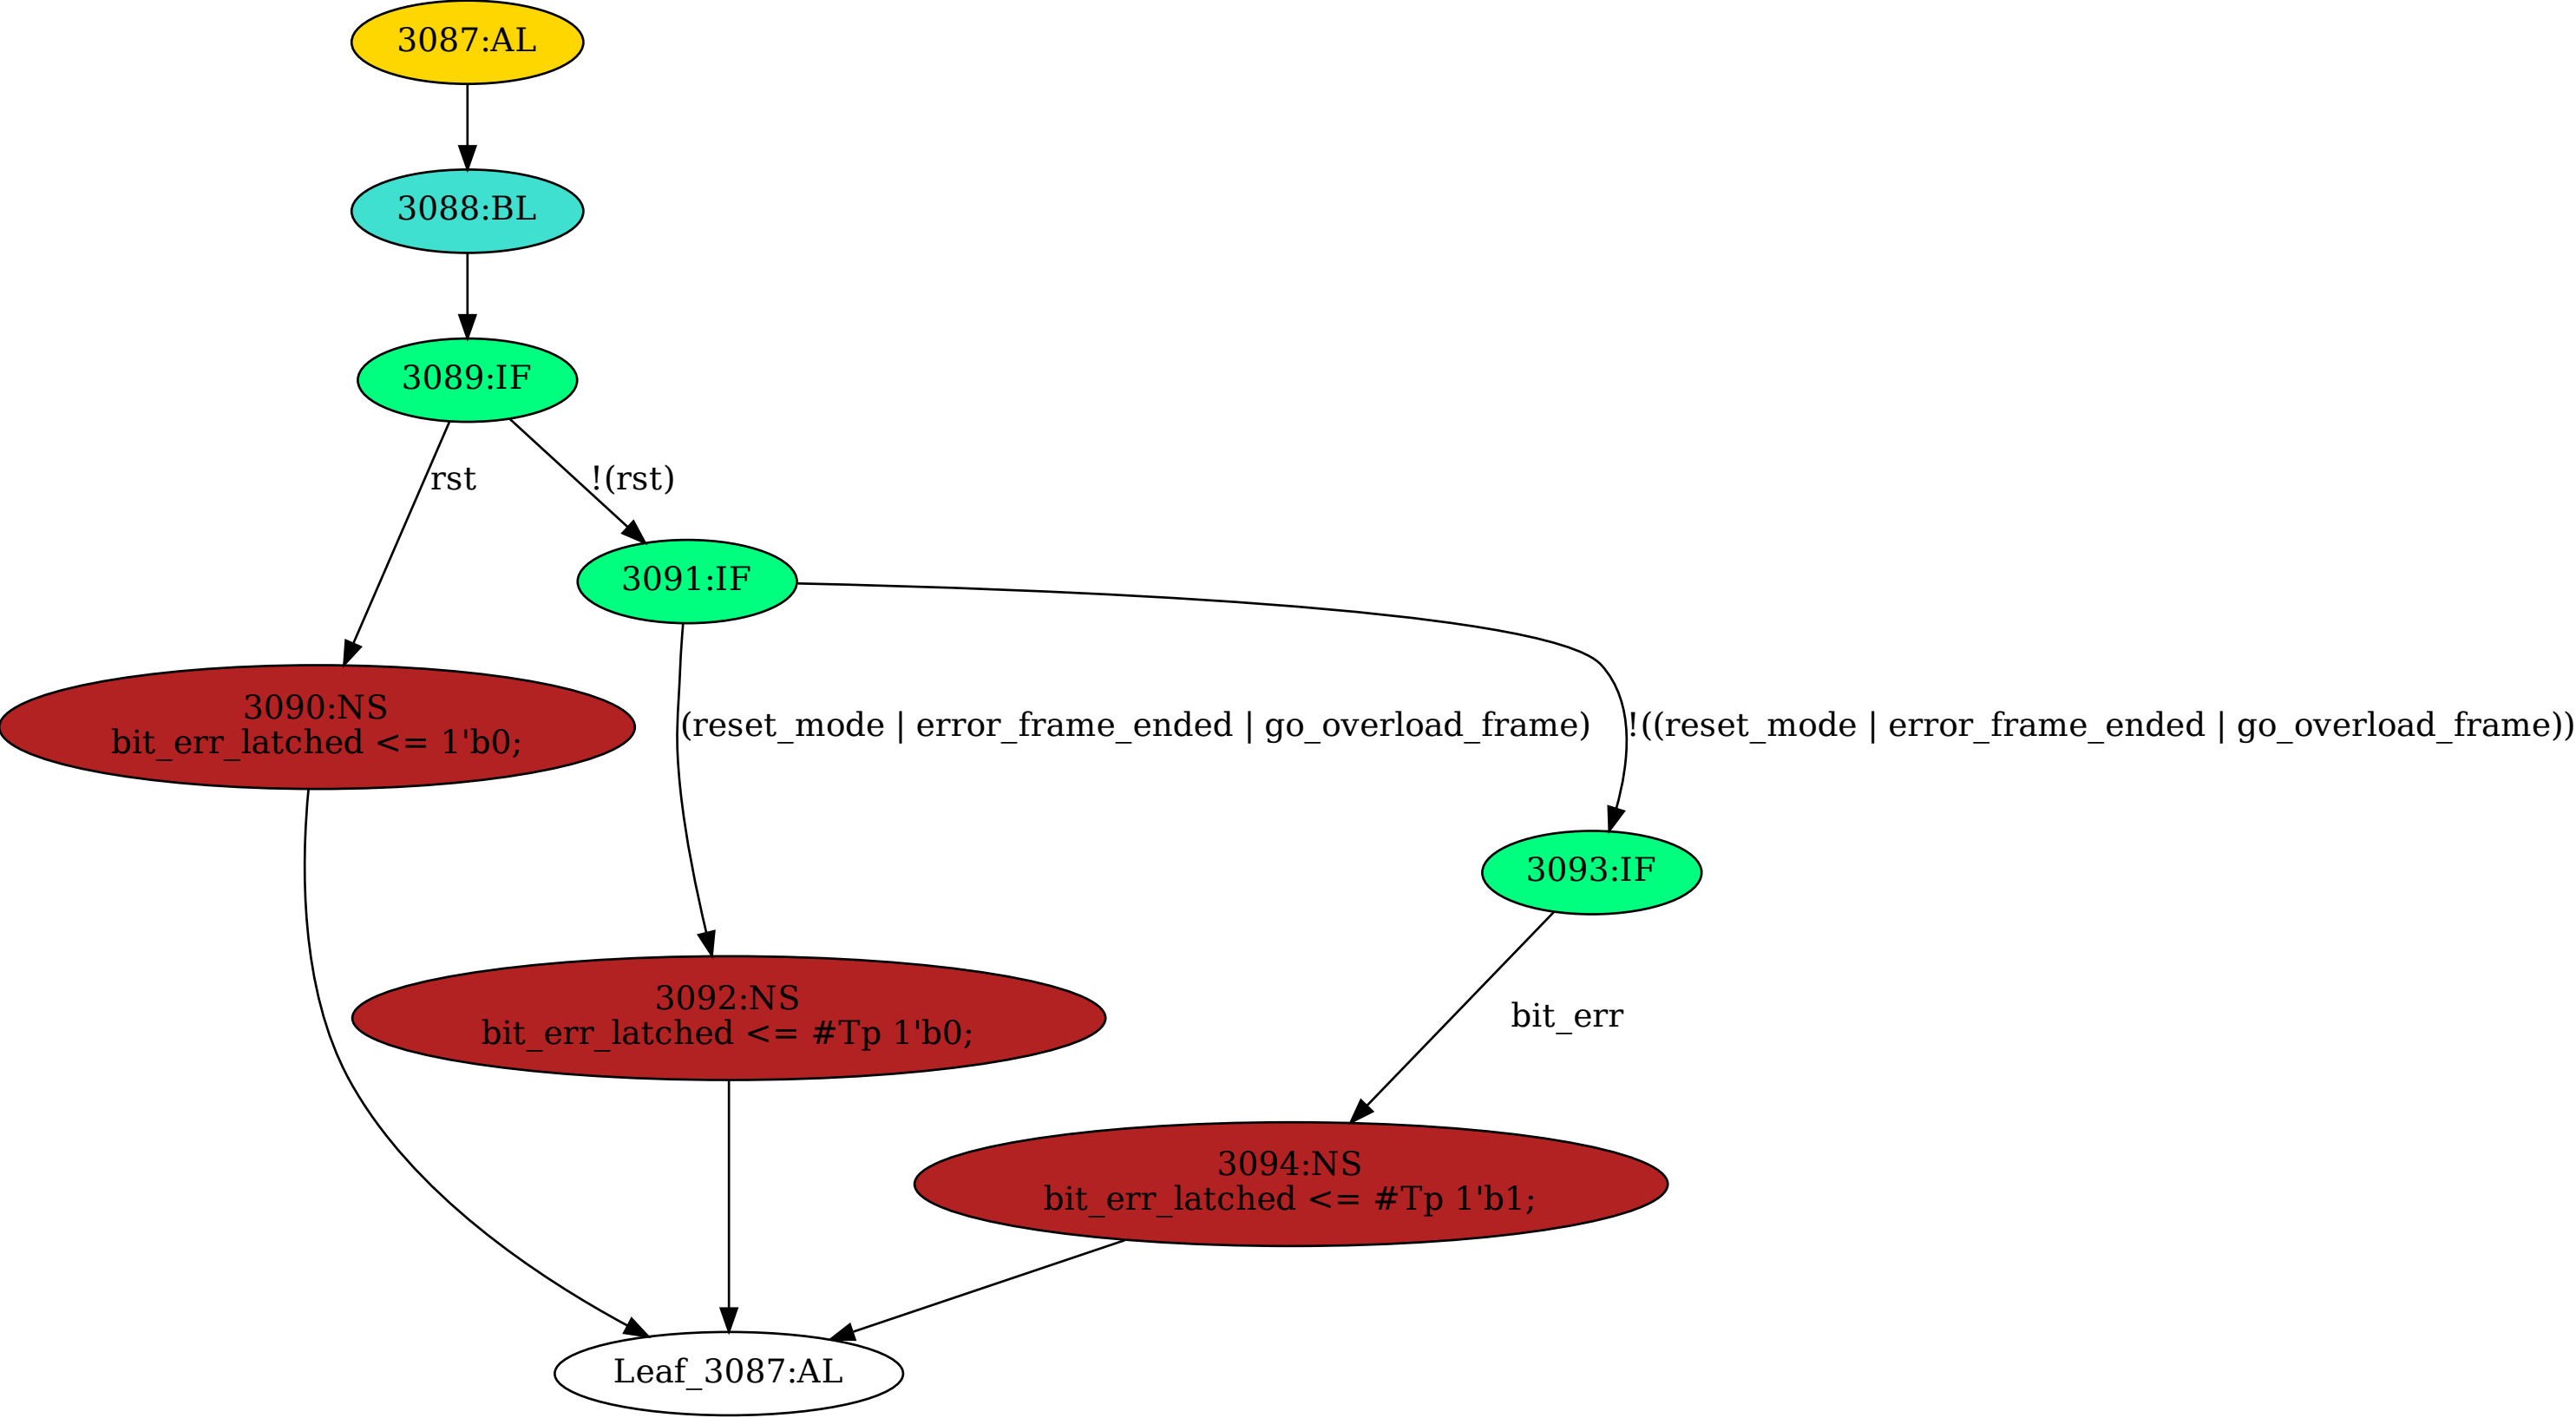 3087:AL
3088:BL
3089:IF
rst
!(rst)
3091:IF
3090:NS
bit_err_latched <= 1'b0;
(reset_mode | error_frame_ended | go_overload_frame)
!((reset_mode | error_frame_ended | go_overload_frame))
3093:IF
3092:NS
bit_err_latched <= #Tp 1'b0;
bit_err
3094:NS
bit_err_latched <= #Tp 1'b1;
Leaf_3087:AL